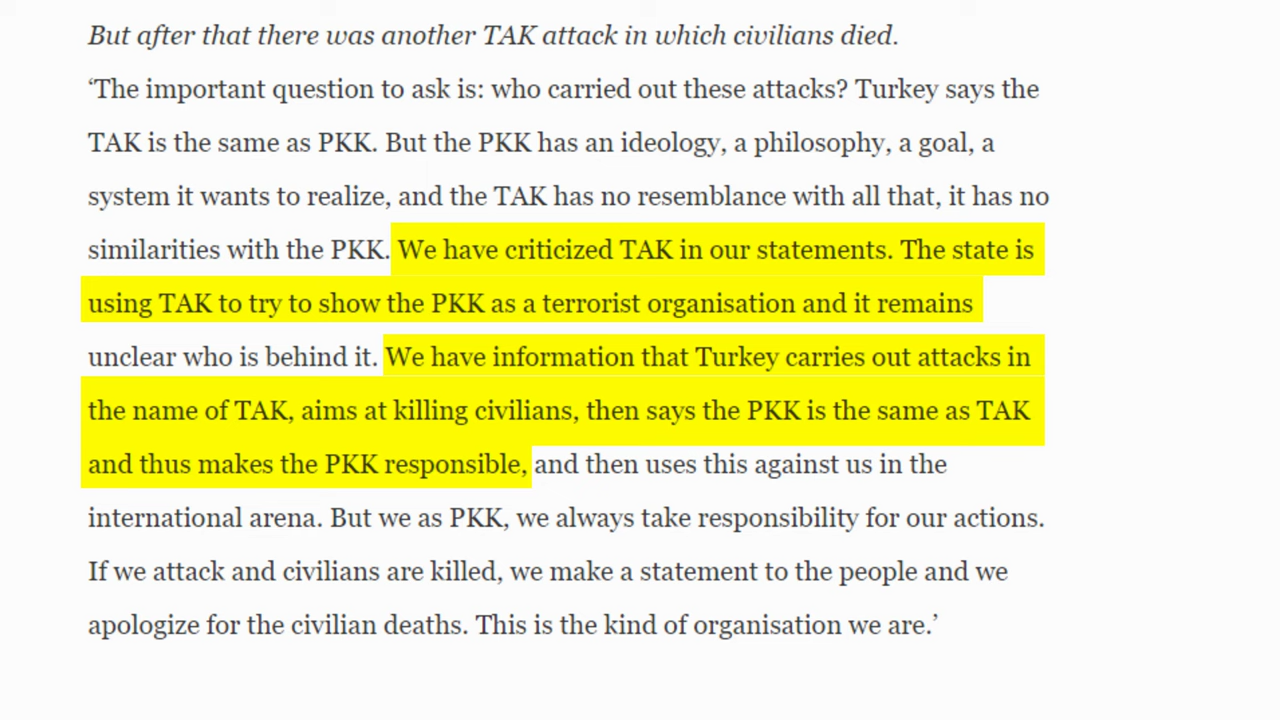 But after that there was another TAK attack in which civilians died.
‘The important question to ask is: who carried out these attacks? Turkey says the
TAK is the same as PKK. But the PKK has an ideology, a philosophy, a goal, a
system it wants to realize, and the TAK has no resemblance with all that, it has no
similarities with the PKK. We have criticized TAK in our statements. The state is
using TAK to try to show the PKK as a terrorist organisation and it remains
unclear who is behind it. We have information that Turkey carries out attacks in
the name of TAK, aims at killing civilians, then says the PKK is the same as TAK
and thus makes the PKK responsible, and then uses this against us in the
international arena. But we as PKK, we always take responsibility for our actions.
If we attack and civilians are killed, we make a statement to the people and we
apologize for the civilian deaths. This is the kind of organisation we are.’